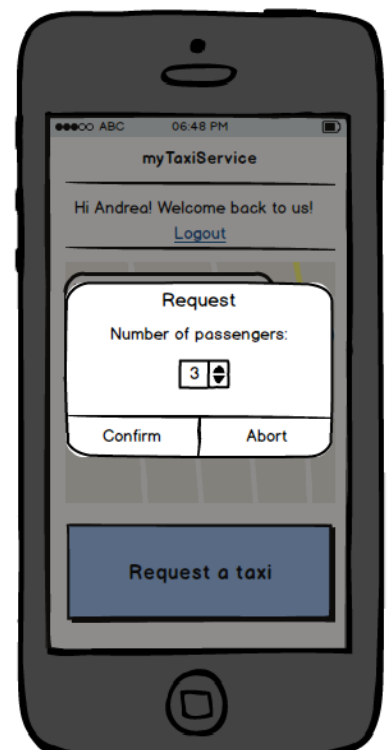 ABC 06:48 PM
myTaxiService
Hi Andrea! Welcome back to us!
Logout
Request
Number of passengers:
3
Confirm Abort
Request a taxi